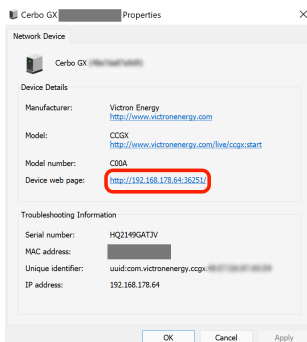 Cerbo GX Properties
Network Device
Cerbo GX
Device Details
Manufacturer: Victron Energy
http://www.victronenergy.com
Model: CCGX
http://www.victronenergy.com/live/ccgx:start
Model number: C00A
Device web page: http://192.168.178.64:36251/
Troubleshooting Information
Serial number: HQ2149GATJV
MAC address:
Unique identifier: uuid:com.victronenergy.ccgx.
IP address: 192.168.178.64
OK Cancel Apply